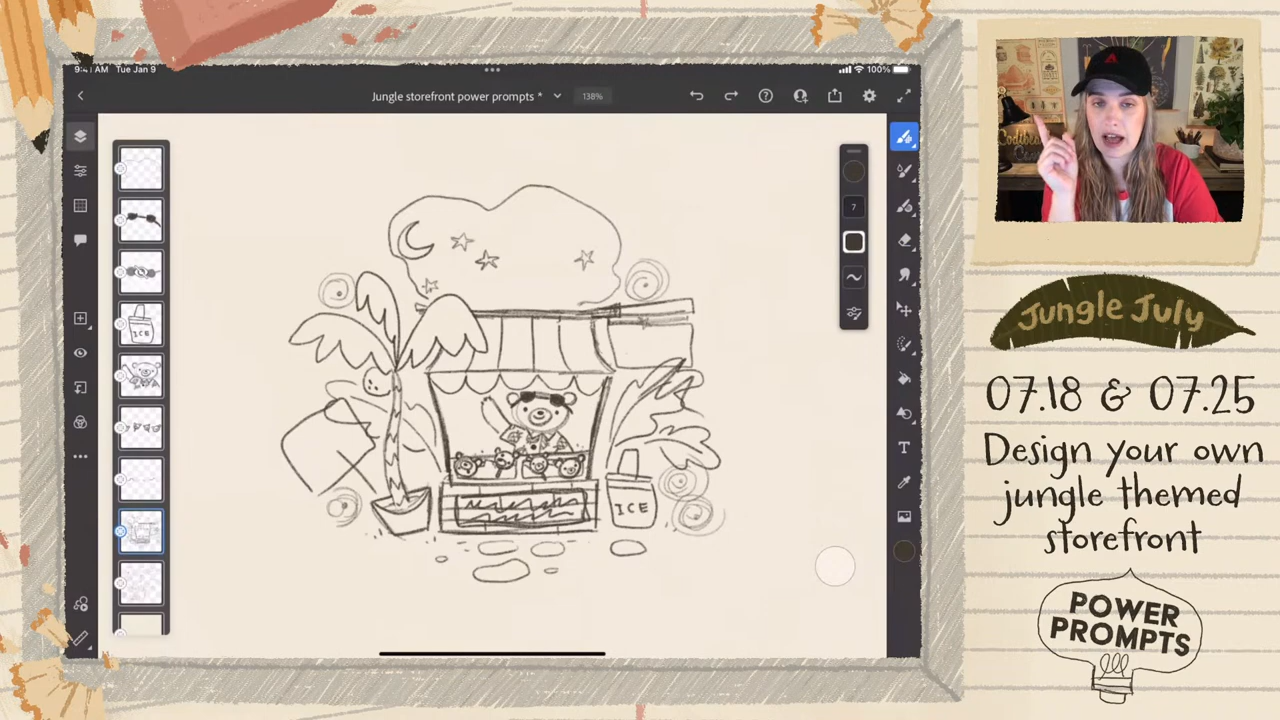 9:41 AM Tue Jan 9
100%
Jungle storefront power prompts *
138%
7
ICE
ICE
T
Jungle July
07.18 & 07.25
Design your own
jungle themed
storefront
POWER
PROMPTS